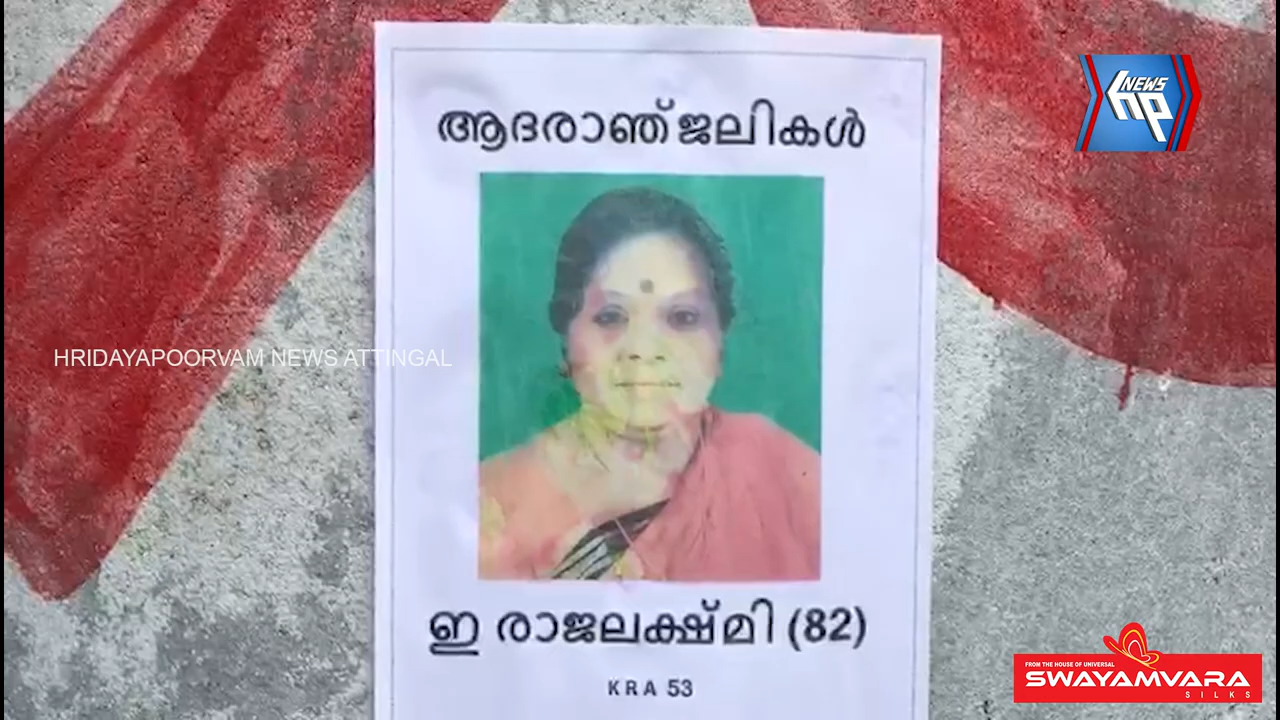 ആദരാഞ്ജലികൾ
NEWS
hp
HRIDAYAPOORVAM NEWS ATTINGAL
ഇ രാജലക്ഷ്മി (82)
KRA 53
FROM THE HOUSE OF UNIVERSAL
SWAYAMVARA
SILKS